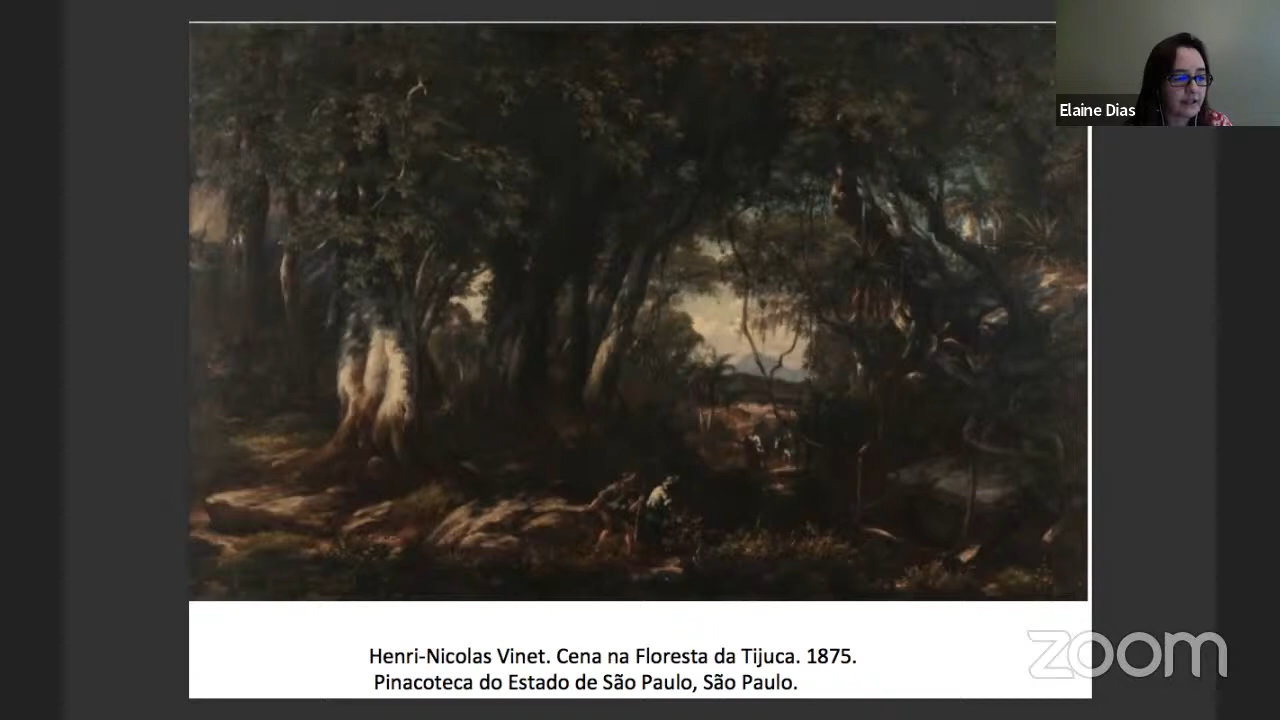 Elaine Dias
Henri-Nicolas Vinet. Cena na Floresta da Tijuca. 1875.
Pinacoteca do Estado de São Paulo, São Paulo.
zoom